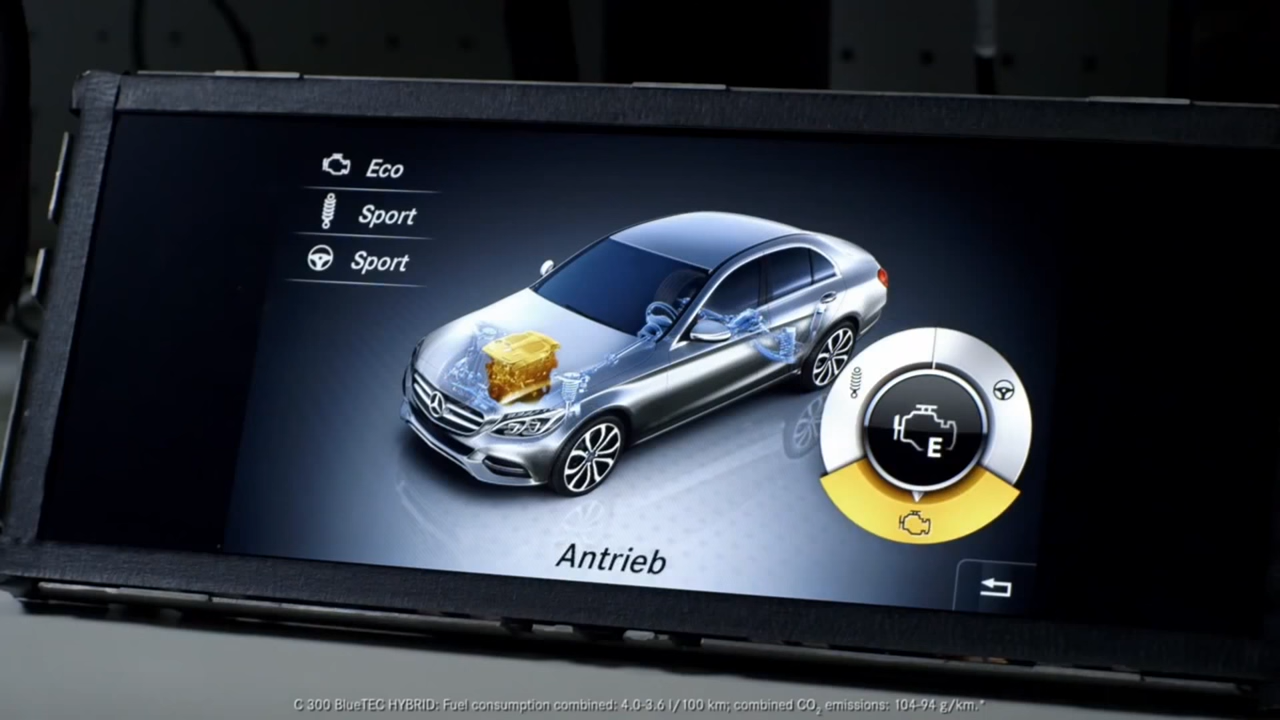 Eco
Sport
Sport
E
Antrieb
C 300 BlueTEC HYBRID: Fuel consumption combined: 4.0-3.6 l/100 km; combined CO₂ emissions: 104-94 g/km.*